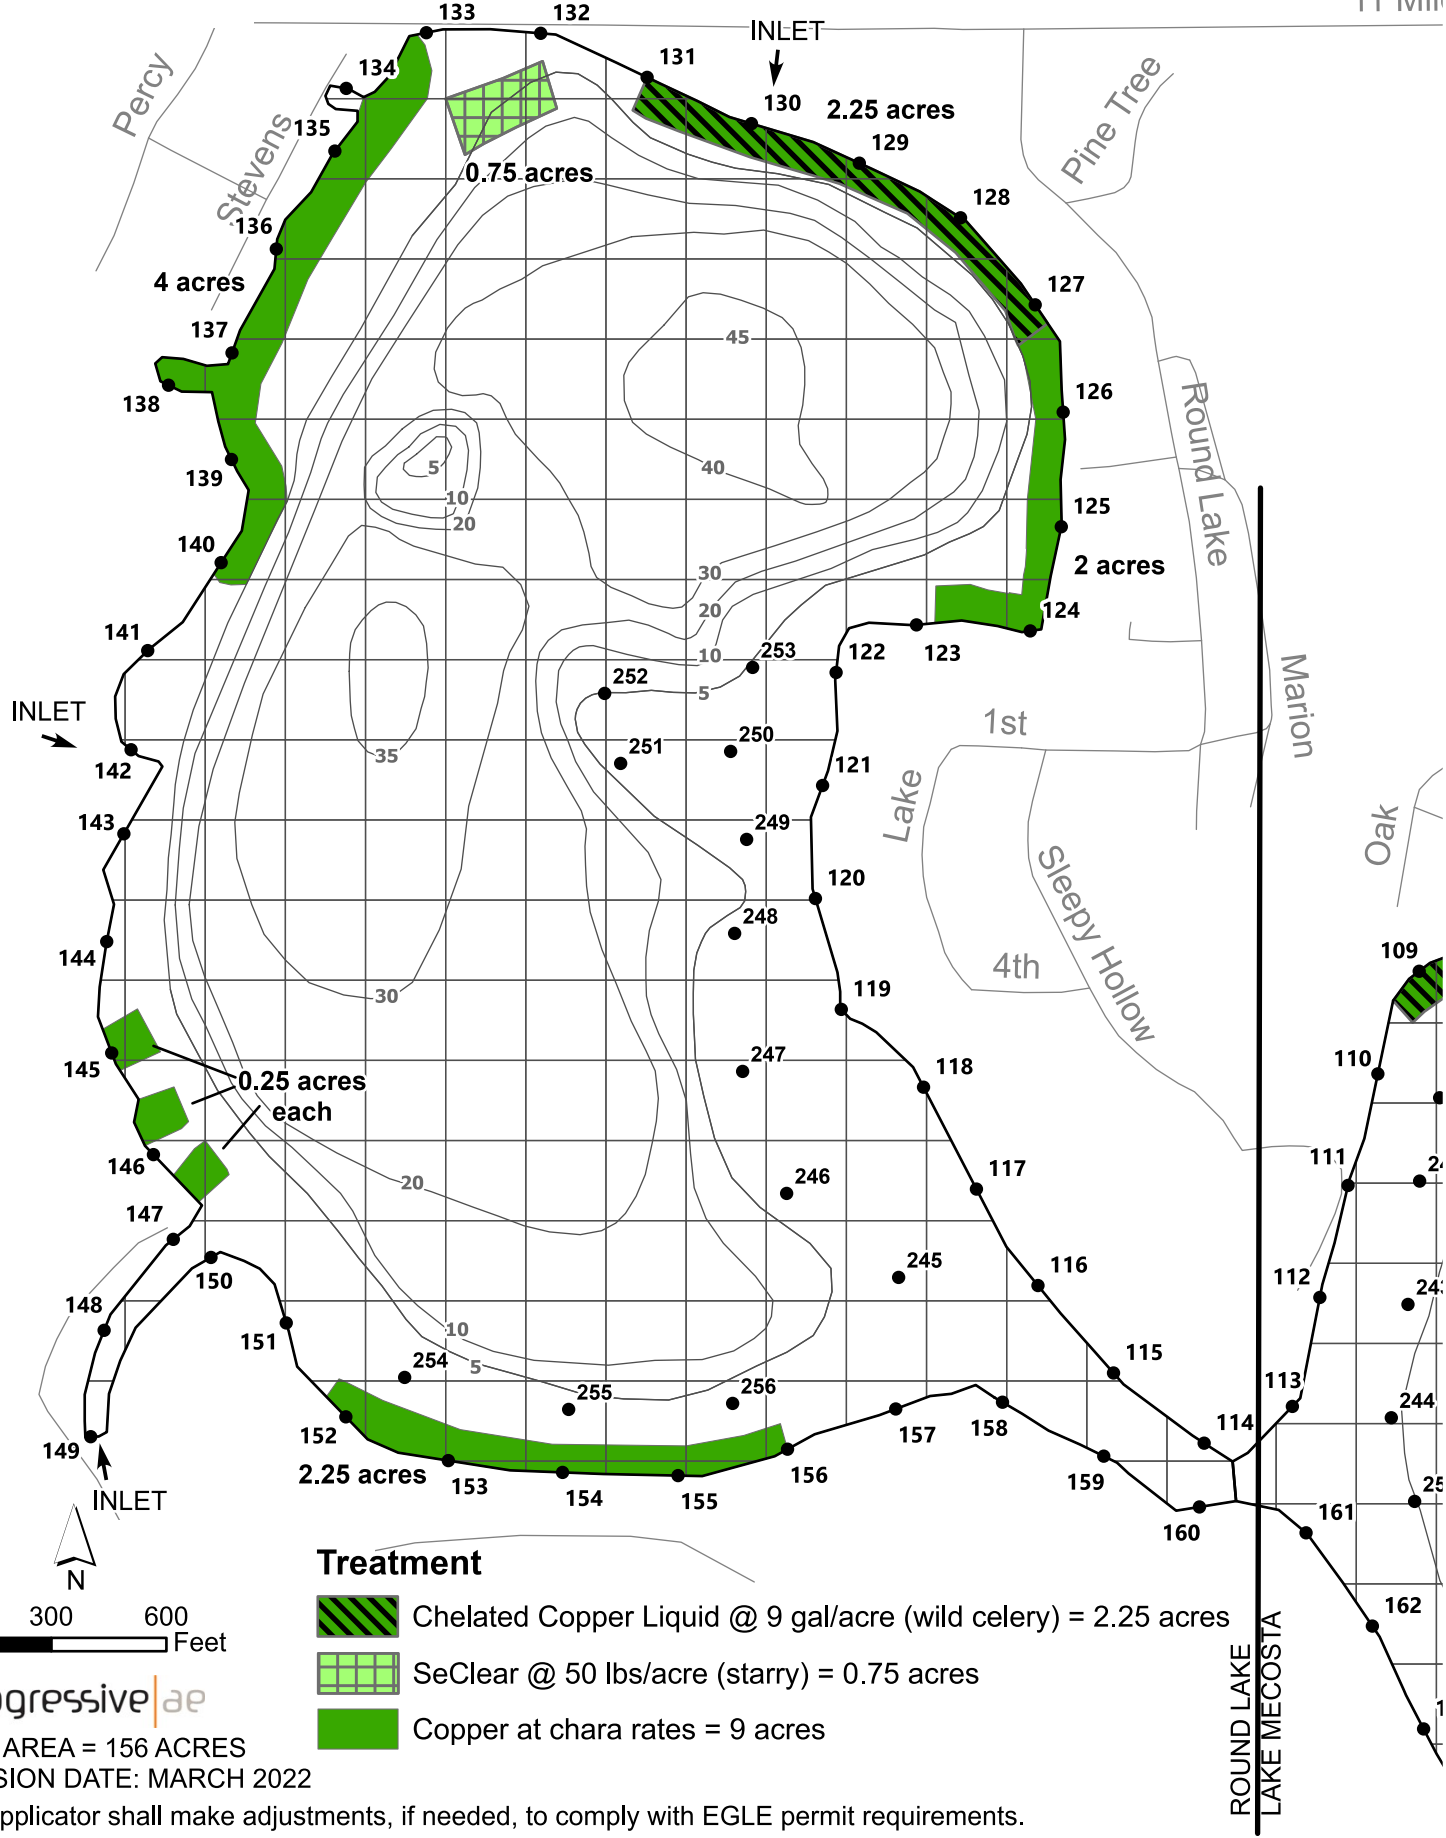 133
132
INLET
131
134
130
2.25 acres
129
135
Percy
Stevens
Pine Tree
0.75 acres
128
136
4 acres
127
137
45
138
126
Round Lake
139
5
40
10
20
125
140
30
2 acres
20
124
141
10
253
122
123
252
5
Marion
INLET
1st
250
251
35
142
121
Lake
143
249
Oak
Sleepy Hollow
120
248
144
109
4th
30
119
247
110
145
0.25 acres
each
118
146
111
20
246
117
147
245
116
112
150
148
10
151
254
5
115
113
255
256
244
152
157
158
114
149
2.25 acres
153
156
154
155
159
INLET
161
160
N
Treatment
300 600
Feet
Chelated Copper Liquid @ 9 gal/acre (wild celery) = 2.25 acres
162
SeClear @ 50 lbs/acre (starry) = 0.75 acres
ROUND LAKE
LAKE MECOSTA
gressive ae
Copper at chara rates = 9 acres
AREA = 156 ACRES
SION DATE: MARCH 2022
pplicator shall make adjustments, if needed, to comply with EGLE permit requirements.